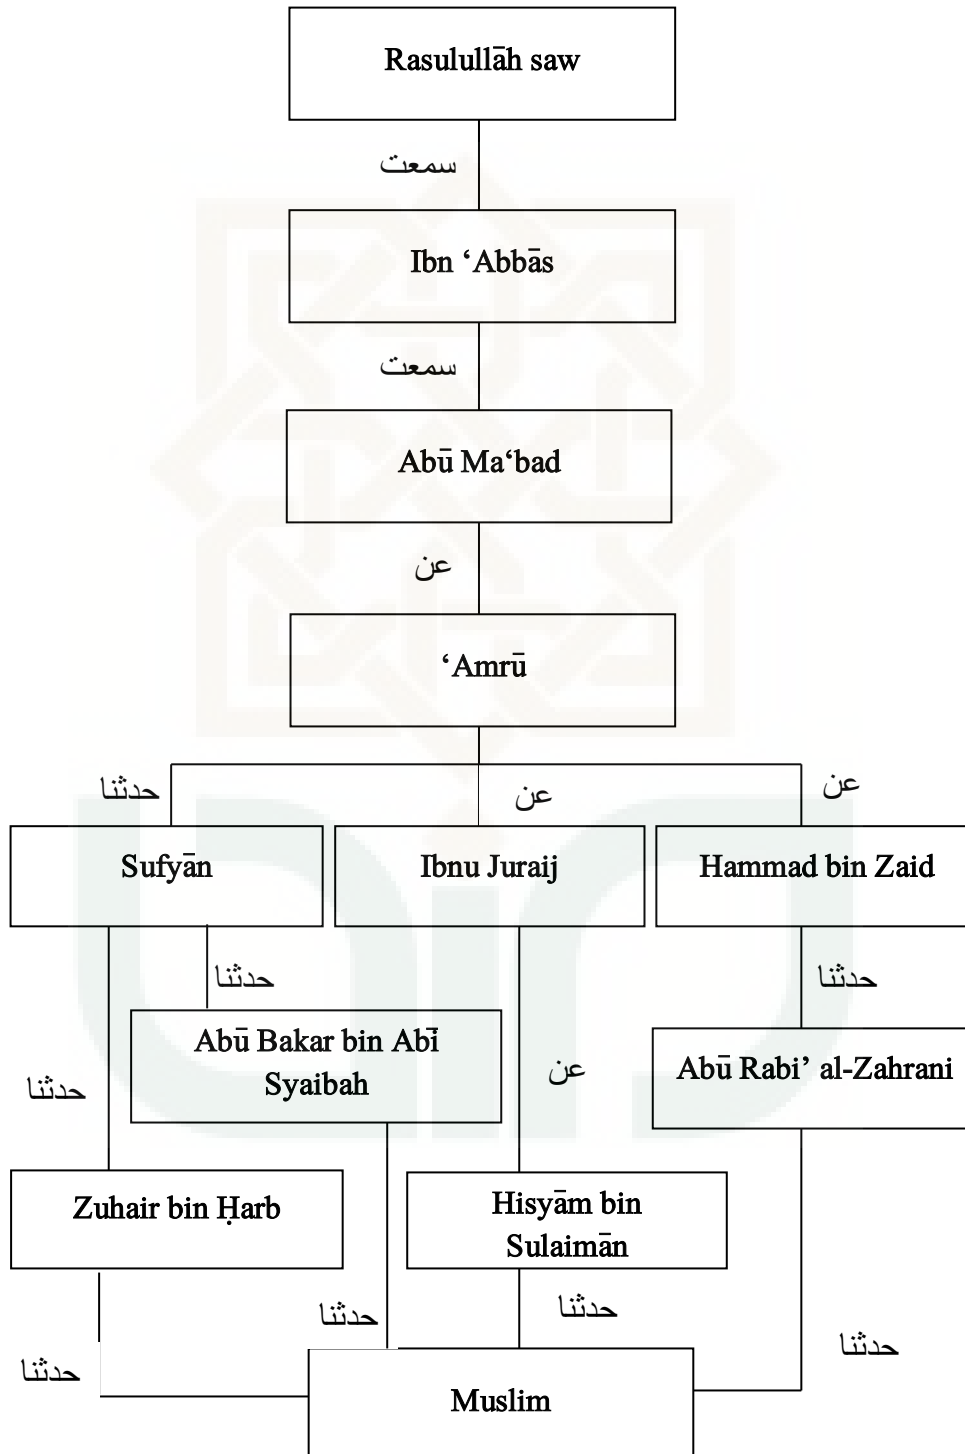 Rasulullāh saw
سمعت
Ibn ‘Abbās
سمعت
Abū Ma‘bad
عن
‘Amrū
حدثنا
عن
عن
Sufyān
Ibnu Juraij
Hammad bin Zaid
حدثنا
حدثنا
Abū Bakar bin Abī
Syaibah
Abū Rabi’ al-Zahrani
حدثنا
عن
Zuhair bin Ḥarb
Hisyām bin
Sulaimān
حدثنا
حدثنا
حدثنا
حدثنا
Muslim